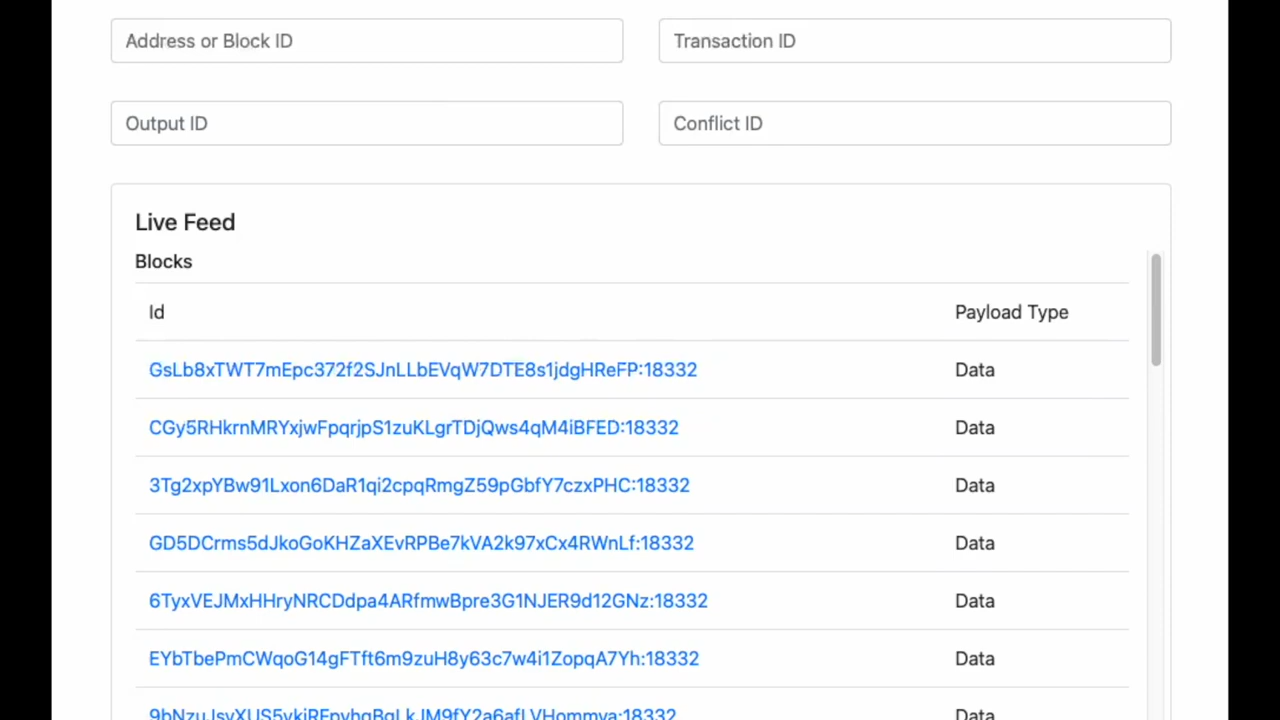 Address or Block ID
Transaction ID
Output ID
Conflict ID
Live Feed
Blocks
Id
Payload Type
GsLb8xTWT7mEpc372f2SJnLLbEVqW7DTE8s1jdgHReFP:18332
Data
CGy5RHkrnMRYxjwFpqrjpS1zuKLgrTDjQws4qM4iBFED:18332
Data
3Tg2xpYBw91Lxon6DaR1qi2cpqRmgZ59pGbfY7czxPHC:18332
Data
GD5DCrms5dJkoGoKHZaXEvRPBe7kVA2k97xCx4RWnLf:18332
Data
6TyxVEJMxHHryNRCDdpa4ARfmwBpre3G1NJER9d12GNz:18332
Data
EYbTbePmCWqoG14gFTft6m9zuH8y63c7w4i1ZopqA7Yh:18332
Data
Data